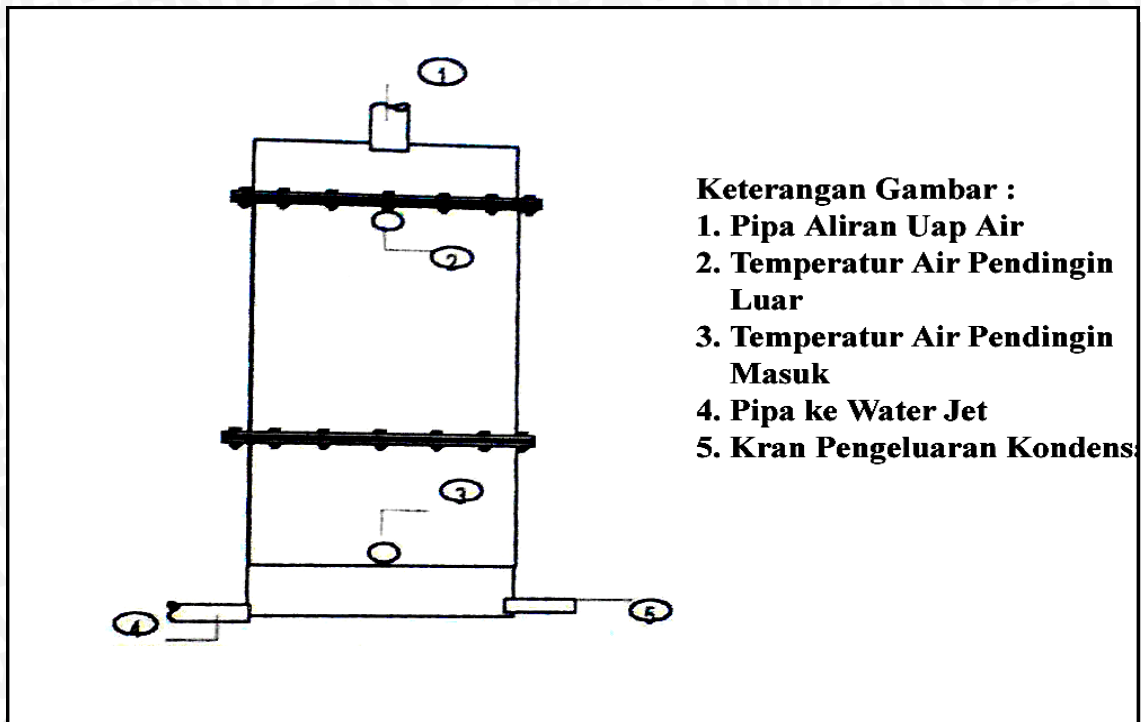 1
Keterangan Gambar :
1. Pipa Aliran Uap Air
2. Temperatur Air Pendingin
Luar
2
3. Temperatur Air Pendingin
Masuk
4. Pipa ke Water Jet
5. Kran Pengeluaran Kondensa
3
4
5